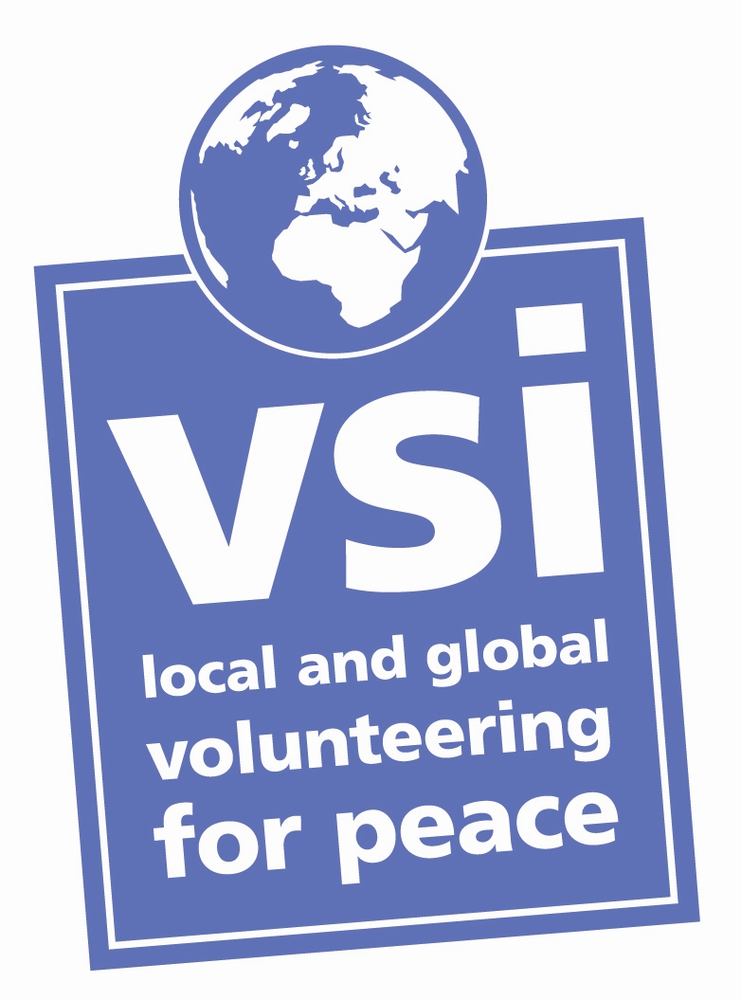 vsi
local and global
volunteering
for peace